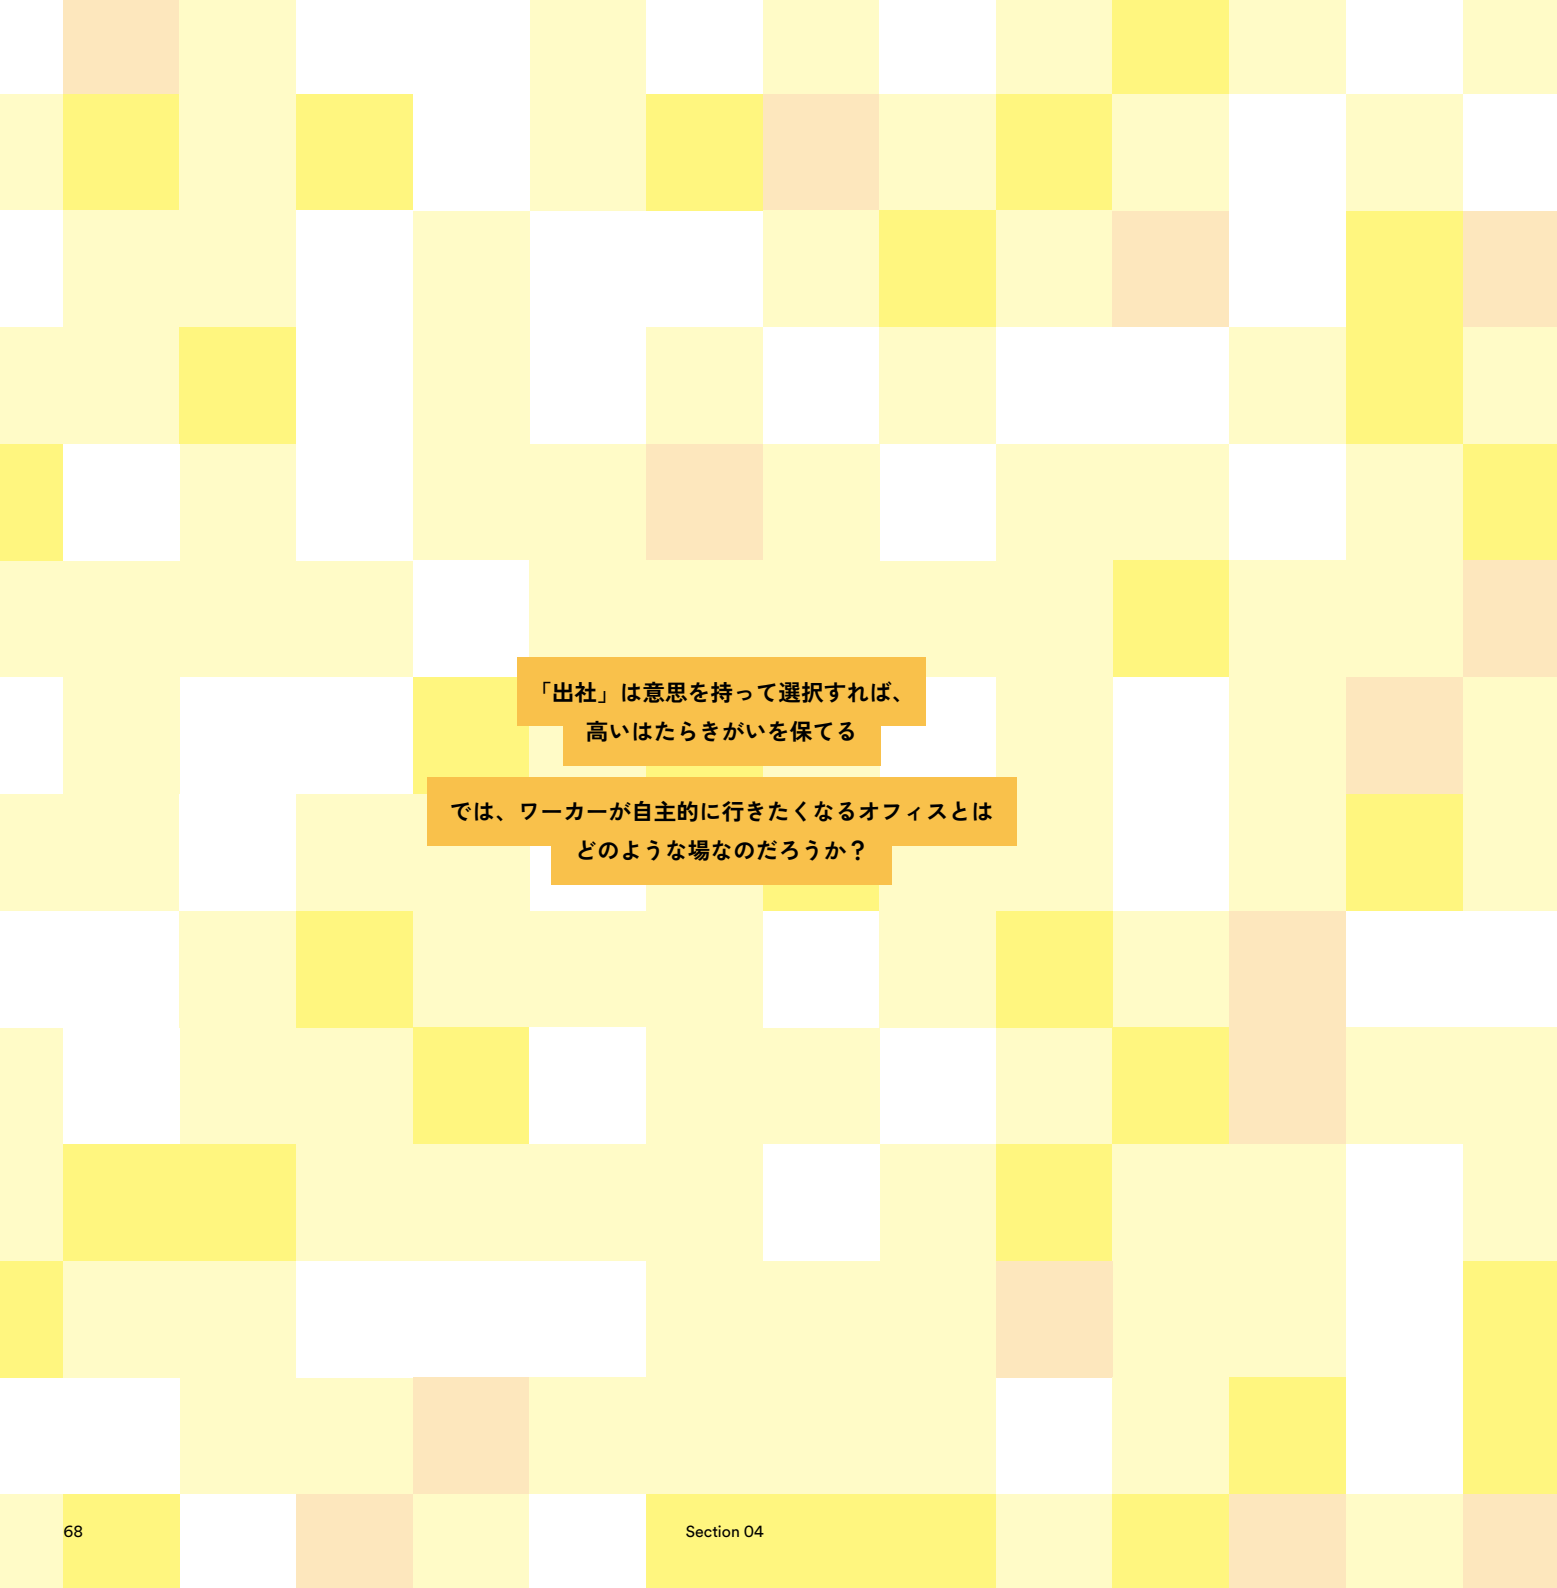 「出社」は意思を持って選択すれば、
高いはたらきがいを保てる
では、ワーカーが自主的に行きたくなるオフィスとは
どのような場なのだろうか？
68
Section 04